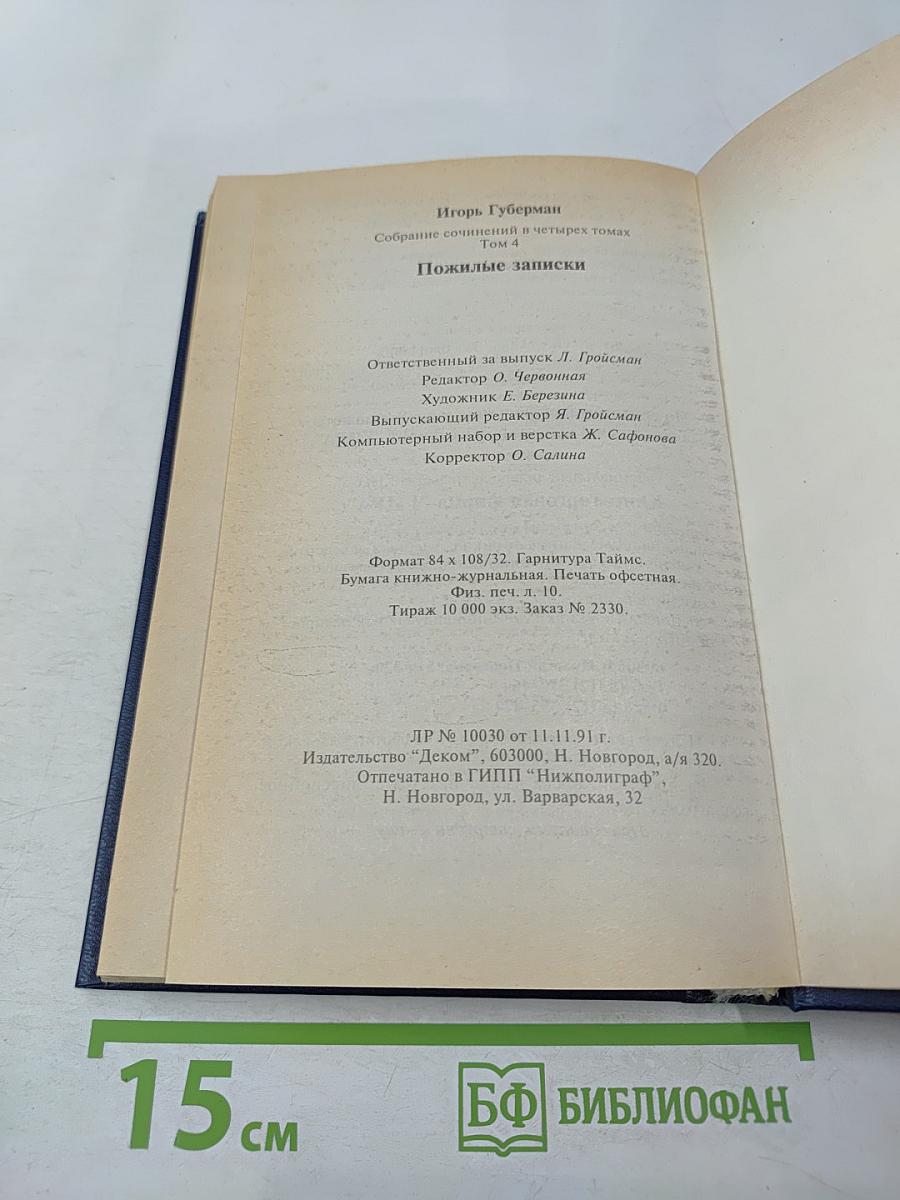 Игорь Губерман
Собрание сочинений в четырех томах
Том 4
Пожилые записки
Ответственный за выпуск Л. Гройсман
Редактор О. Червонная
Художник Е. Березина
Выпускающий редактор Я. Гройсман
Компьютерный набор и верстка Ж. Сафонова
Корректор О. Салина
Формат 84 х 108/32. Гарнитура Таймс.
Бумага книжно-журнальная. Печать офсетная.
Физ. печ. л. 10.
Тираж 10 000 экз. Заказ № 2330.
ЛР № 10030 от 11.11.91 г.
Издательство “Деком”, 603000, Н. Новгород, а/я 320.
Отпечатано в ГИПП “Нижполиграф”,
Н. Новгород, ул. Варварская, 32
15 см
БФ БИБЛИОФАН